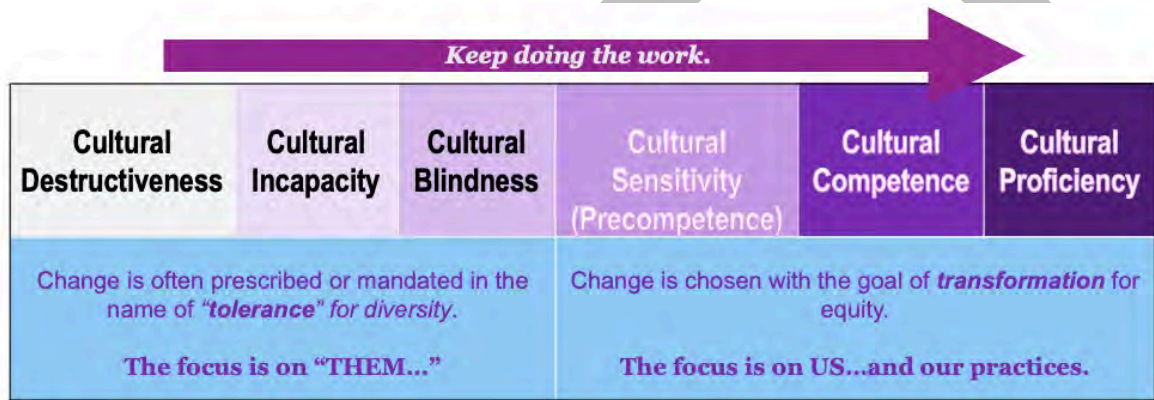 Keep doing the work.
Cultural
Destructiveness
Cultural
Incapacity
Cultural
Blindness
Cultural
Sensitivity
(Precompetence)
Cultural
Competence
Cultural
Proficiency
Change is often prescribed or mandated in the
name of “tolerance” for diversity.
The focus is on “THEM...”
Change is chosen with the goal of transformation for
equity.
The focus is on US...and our practices.